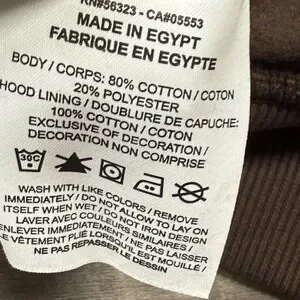 RN#56323 - CA#05553
MADE IN EGYPT
FABRIQUE EN EGYPTE
BODY / CORPS: 80% COTTON / COTON
20% POLYESTER
HOOD LINING / DOUBLURE DE CAPUCHE:
100% COTTON / COTON
EXCLUSIVE OF DECORATION /
DECORATION NON COMPRISE
30C
WASH WITH LIKE COLORS / REMOVE
IMMEDIATELY / DO NOT ALLOW TO LAY ON
ITSELF WHEN WET / DO NOT IRON DESIGN
LAVER AVEC COULEURS SIMILAIRES /
ENLEVER IMMEDIATEMENT / NE PAS LAISSER
LE VÊTEMENT PLIÉ LORSQU'IL EST MOUILLÉ /
NE PAS REPASSER LE DESSIN